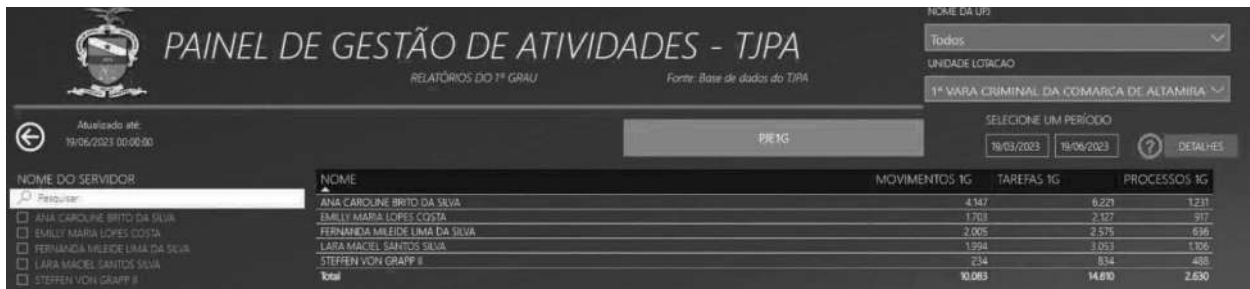 NOME DA UPJ
PAINEL DE GESTÃO DE ATIVIDADES - TJPA
Todos
RELATÓRIOS DO 1º GRAU
Fonte: Base de dados do TJPA
UNIDADE LOTACAO
1ª VARA CRIMINAL DA COMARCA DE ALTAMIRA
Atualizado até:
19/06/2023 00:00:00
PJE1G
SELECIONE UM PERÍODO
19/03/2023 19/06/2023 ? DETALHES
NOME DO SERVIDOR
Pesquisar
ANA CAROLINE BRITO DA SILVA
EMILLY MARIA LOPES COSTA
FERNANDA MILEIDE LIMA DA SILVA
LARA MACIEL SANTOS SILVA
STEFFEN VON GRAPP II
NOME MOVIMENTOS 1G TAREFAS 1G PROCESSOS 1G
ANA CAROLINE BRITO DA SILVA 4.147 6.221 1.231
EMILLY MARIA LOPES COSTA 1.703 2.127 917
FERNANDA MILEIDE LIMA DA SILVA 2.005 2.575 636
LARA MACIEL SANTOS SILVA 1.994 3.053 1.106
STEFFEN VON GRAPP II 234 834 488
Total 10.083 14.810 2.630